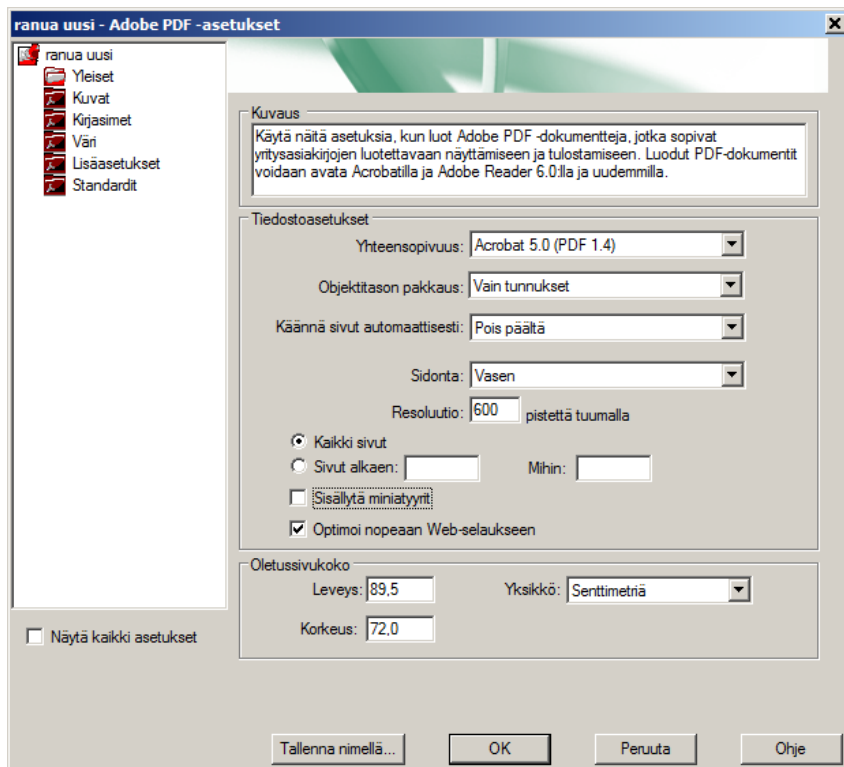 ranua uusi - Adobe PDF -asetukset
ranua uusi
Yleiset
Kuvat
Kirjasimet
Väri
Lisäasetukset
Standardit
Näytä kaikki asetukset
Kuvaus
Käytä näitä asetuksia, kun luot Adobe PDF -dokumentteja, jotka sopivat
yritysasiakirjojen luotettavaan näyttämiseen ja tulostamiseen. Luodut PDF-dokumentit
voidaan avata Acrobatilla ja Adobe Reader 6.0:lla ja uudemmilla.
Tiedostoasetukset
Yhteensopivuus: Acrobat 5.0 (PDF 1.4)
Objektitason pakkaus: Vain tunnukset
Käännä sivut automaattisesti: Pois päältä
Sidonta: Vasen
Resoluutio: 600 pistettä tuumalla
Kaikki sivut
Sivut alkaen: Mihin:
Sisällytä miniatyyrit
Optimoi nopeaan Web-selaukseen
Oletussivukoko
Leveys: 89,5 Yksikkö: Senttimetriä
Korkeus: 72,0
Tallenna nimellä... OK Peruuta Ohje